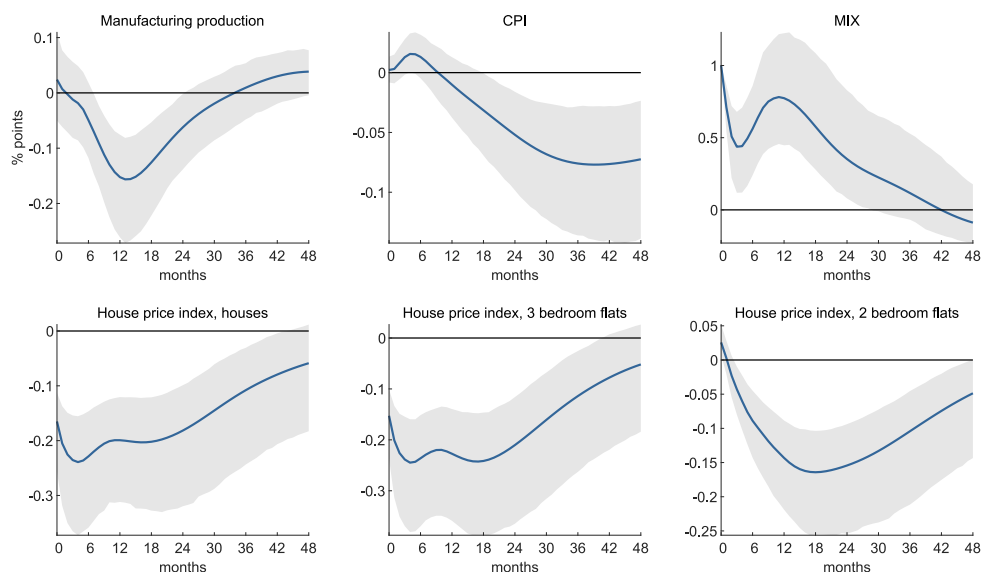 Manufacturing production
CPI
MIX
% points
0.1
0
-0.1
-0.2
0 6 12 18 24 30 36 42 48
months
0
-0.05
-0.1
0 6 12 18 24 30 36 42 48
months
1
0.5
0
0 6 12 18 24 30 36 42 48
months
House price index, houses
House price index, 3 bedroom flats
House price index, 2 bedroom flats
0
-0.1
-0.2
-0.3
0 6 12 18 24 30 36 42 48
months
0
-0.1
-0.2
-0.3
0 6 12 18 24 30 36 42 48
months
0.05
0
-0.05
-0.1
-0.15
-0.2
-0.25
0 6 12 18 24 30 36 42 48
months